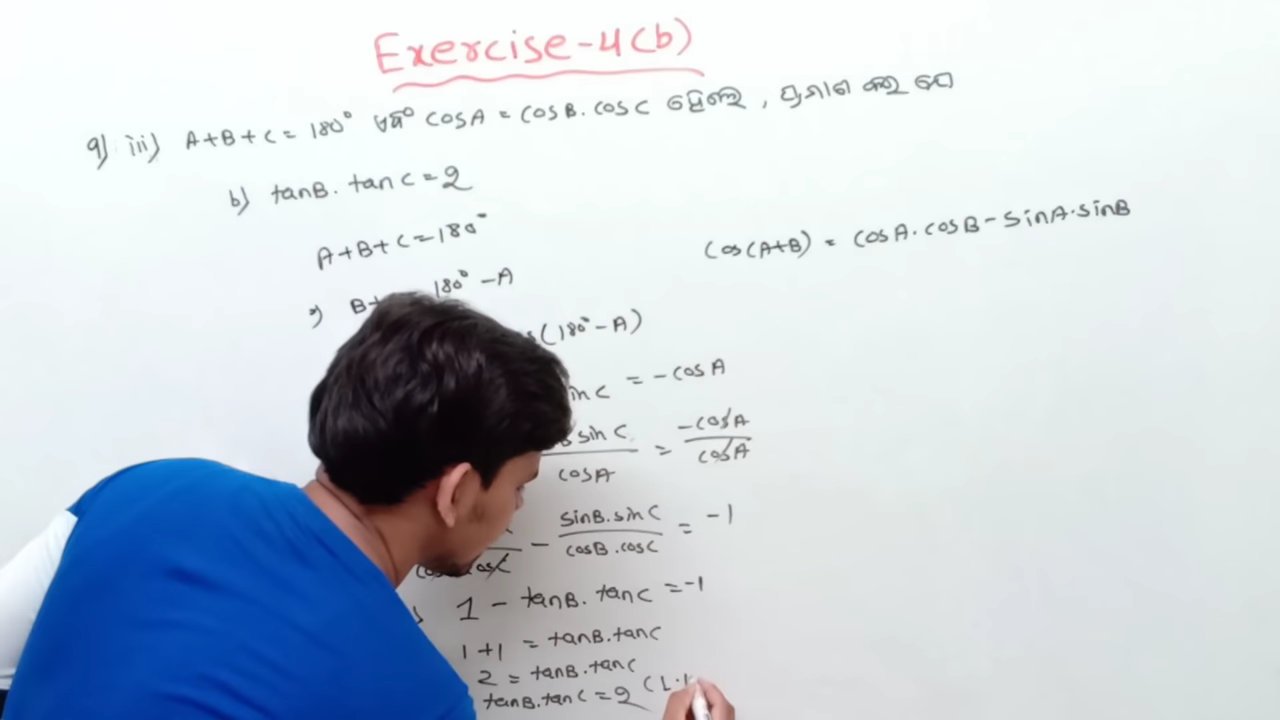 Exercise-4(b)
9) iii) A+B+C = 180° ଏବଂ cosA = cosB. cosC ହେଲେ, ପ୍ରମାଣ କର ଯେ
b) tanB. tanC = 2
A+B+C = 180°
cos(A+B) = cosA. cosB - sinA.sinB
B+ 180° - A
(180° - A)
C = -cosA
sinC / cosA = -cosA / cosA
- sinB.sinC / cosB.cosC = -1
1 - tanB. tanC = -1
1+1 = tanB.tanC
2 = tanB.tanC
tanB.tanC = 2 (L.